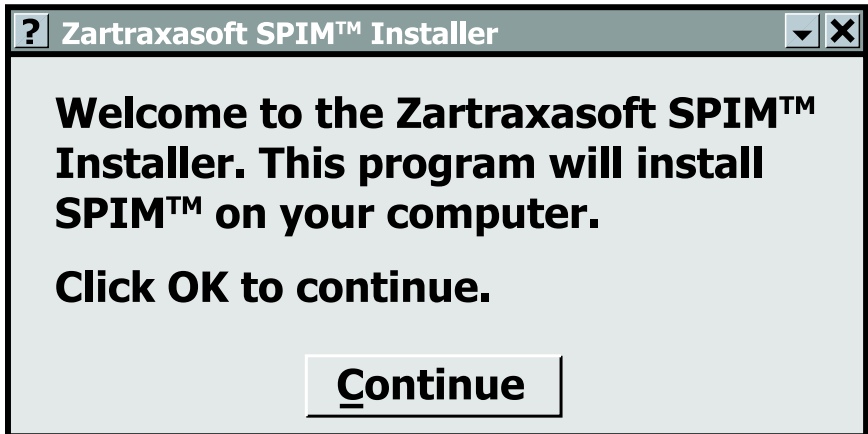 ? Zartraxasoft SPIM™ Installer
Welcome to the Zartraxasoft SPIM™
Installer. This program will install
SPIM™ on your computer.
Click OK to continue.
Continue